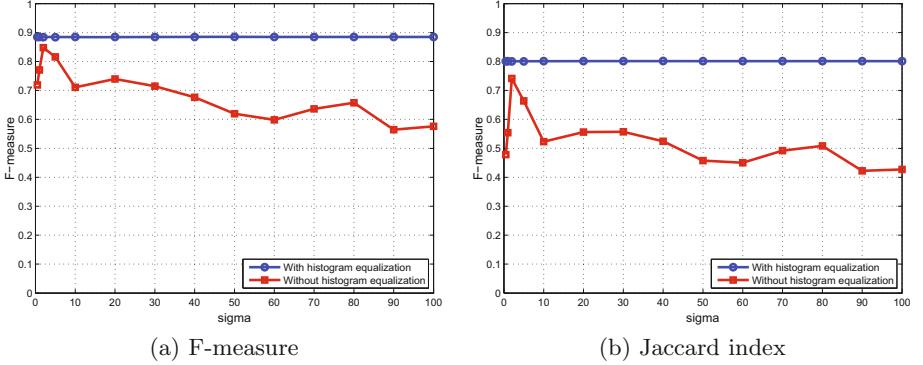 1
0.9
0.8
0.7
0.6
0.5
0.4
0.3
0.2
0.1
0
F-measure
0 10 20 30 40 50 60 70 80 90 100
sigma
With histogram equalization
Without histogram equalization
(a) F-measure
1
0.9
0.8
0.7
0.6
0.5
0.4
0.3
0.2
0.1
0
F-measure
0 10 20 30 40 50 60 70 80 90 100
sigma
With histogram equalization
Without histogram equalization
(b) Jaccard index